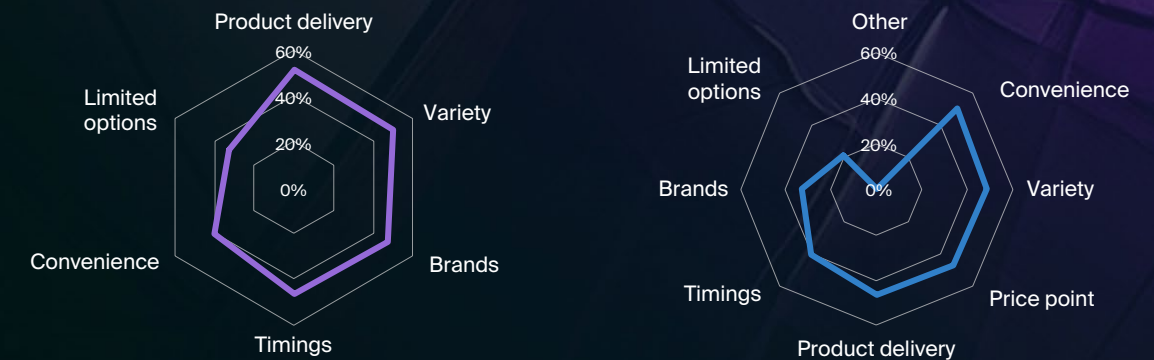 Product delivery
60%
40%
20%
0%
Limited
options
Variety
Convenience
Brands
Timings
Other
60%
40%
20%
0%
Limited
options
Convenience
Brands
Variety
Timings
Price point
Product delivery